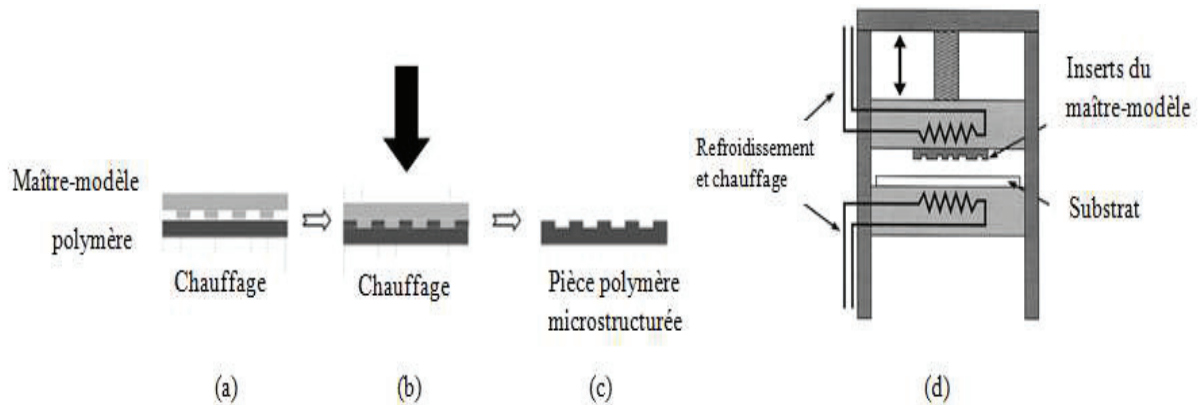 Maître-modèle
polymère
Chauffage
(a)
Chauffage
(b)
Pièce polymère
microstructurée
(c)
Refroidissement
et chauffage
Inserts du
maître-modèle
Substrat
(d)